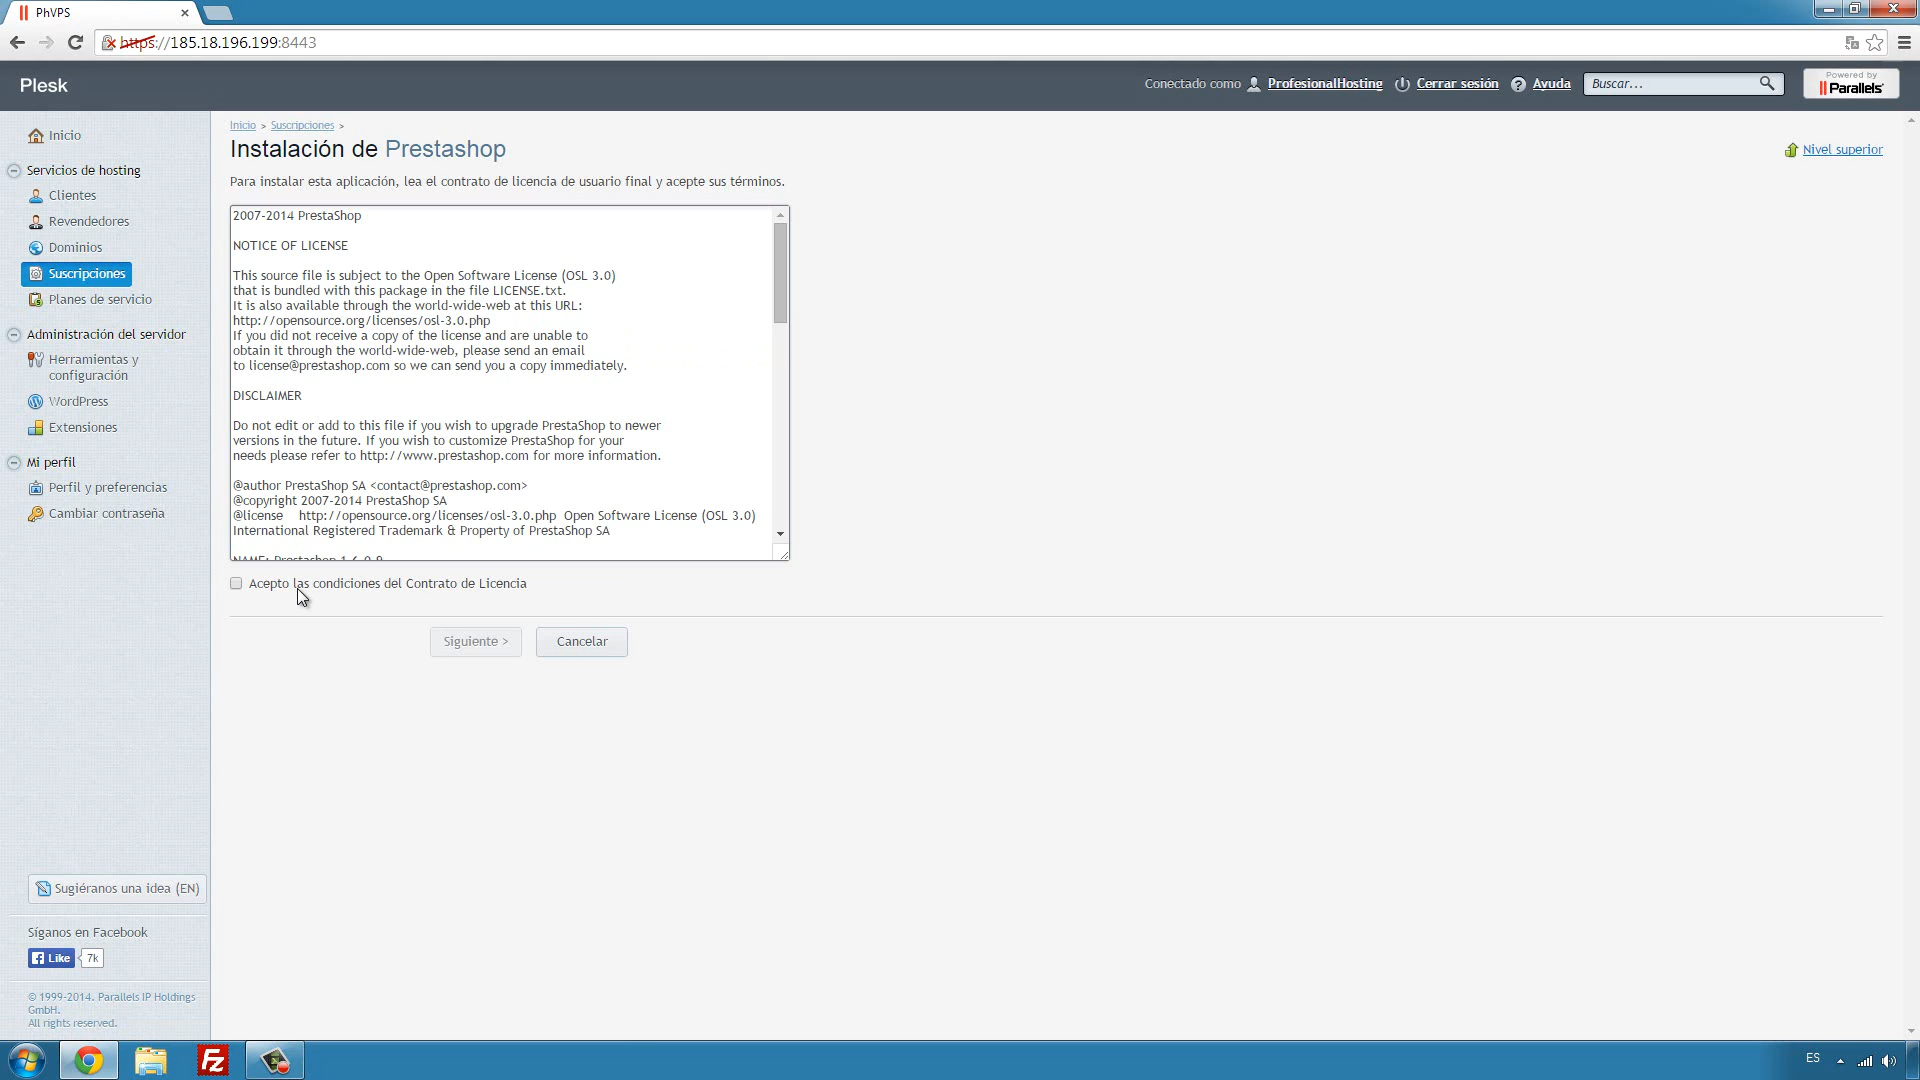 PhVPS
https://185.18.196.199:8443
Plesk
Conectado como ProfesionalHosting Cerrar sesión Ayuda Buscar...
Powered by
Parallels
Inicio
Servicios de hosting
Clientes
Revendedores
Dominios
Suscripciones
Planes de servicio
Administración del servidor
Herramientas y
configuración
WordPress
Extensiones
Mi perfil
Perfil y preferencias
Cambiar contraseña
Sugiéranos una idea (EN)
Síganos en Facebook
Like 7k
© 1999-2014. Parallels IP Holdings
GmbH.
All rights reserved.
Inicio > Suscripciones >
Instalación de Prestashop
Nivel superior
Para instalar esta aplicación, lea el contrato de licencia de usuario final y acepte sus términos.
2007-2014 PrestaShop
NOTICE OF LICENSE
This source file is subject to the Open Software License (OSL 3.0)
that is bundled with this package in the file LICENSE.txt.
It is also available through the world-wide-web at this URL:
http://opensource.org/licenses/osl-3.0.php
If you did not receive a copy of the license and are unable to
obtain it through the world-wide-web, please send an email
to license@prestashop.com so we can send you a copy immediately.
DISCLAIMER
Do not edit or add to this file if you wish to upgrade PrestaShop to newer
versions in the future. If you wish to customize PrestaShop for your
needs please refer to http://www.prestashop.com for more information.
@author PrestaShop SA <contact@prestashop.com>
@copyright 2007-2014 PrestaShop SA
@license http://opensource.org/licenses/osl-3.0.php Open Software License (OSL 3.0)
International Registered Trademark & Property of PrestaShop SA
NAME: Prestashop 1.6.0.9
Acepto las condiciones del Contrato de Licencia
Siguiente >
Cancelar
ES